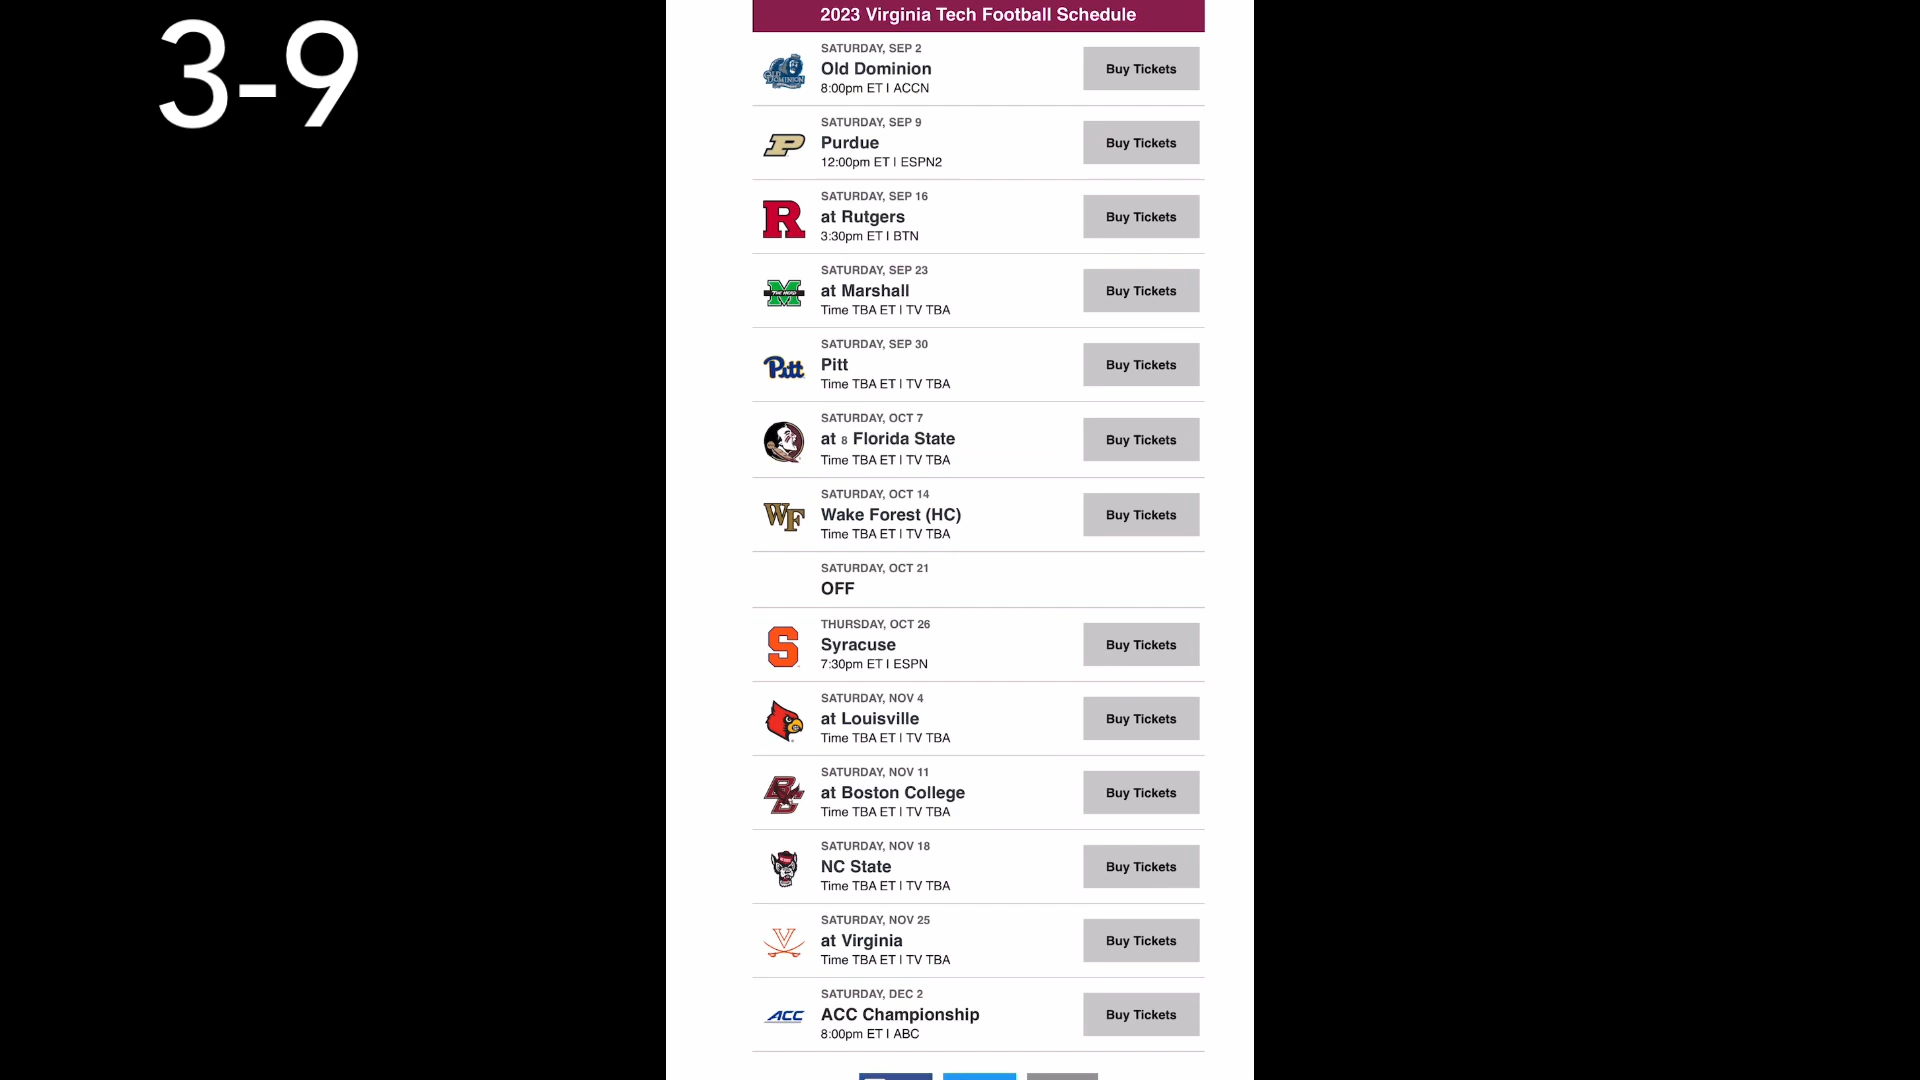 3-9
2023 Virginia Tech Football Schedule
SATURDAY, SEP 2
Old Dominion
8:00pm ET | ACCN
Buy Tickets
SATURDAY, SEP 9
Purdue
12:00pm ET | ESPN2
Buy Tickets
SATURDAY, SEP 16
at Rutgers
3:30pm ET | BTN
Buy Tickets
SATURDAY, SEP 23
at Marshall
Time TBA ET | TV TBA
Buy Tickets
Pitt
SATURDAY, SEP 30
Pitt
Time TBA ET | TV TBA
Buy Tickets
SATURDAY, OCT 7
at 8 Florida State
Time TBA ET | TV TBA
Buy Tickets
WF
SATURDAY, OCT 14
Wake Forest (HC)
Time TBA ET | TV TBA
Buy Tickets
SATURDAY, OCT 21
OFF
THURSDAY, OCT 26
Syracuse
7:30pm ET | ESPN
Buy Tickets
SATURDAY, NOV 4
at Louisville
Time TBA ET | TV TBA
Buy Tickets
SATURDAY, NOV 11
at Boston College
Time TBA ET | TV TBA
Buy Tickets
SATURDAY, NOV 18
NC State
Time TBA ET | TV TBA
Buy Tickets
SATURDAY, NOV 25
at Virginia
Time TBA ET | TV TBA
Buy Tickets
ACC
SATURDAY, DEC 2
ACC Championship
8:00pm ET | ABC
Buy Tickets